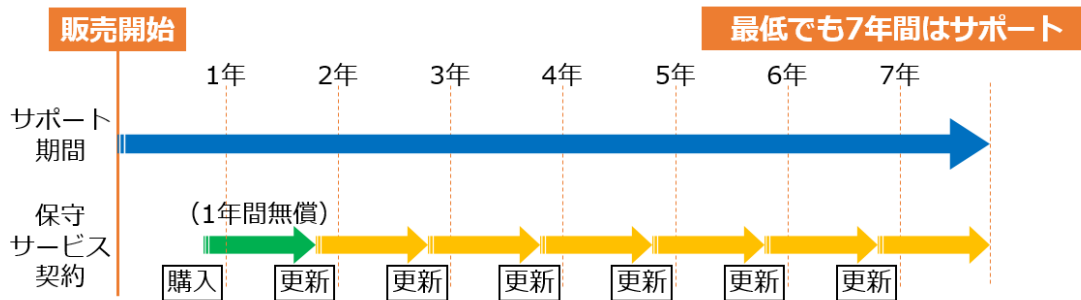 販売開始
最低でも7年間はサポート
1年 2年 3年 4年 5年 6年 7年
サポート
期間
保守
サービス
契約
（1年間無償）
購入 更新 更新 更新 更新 更新 更新